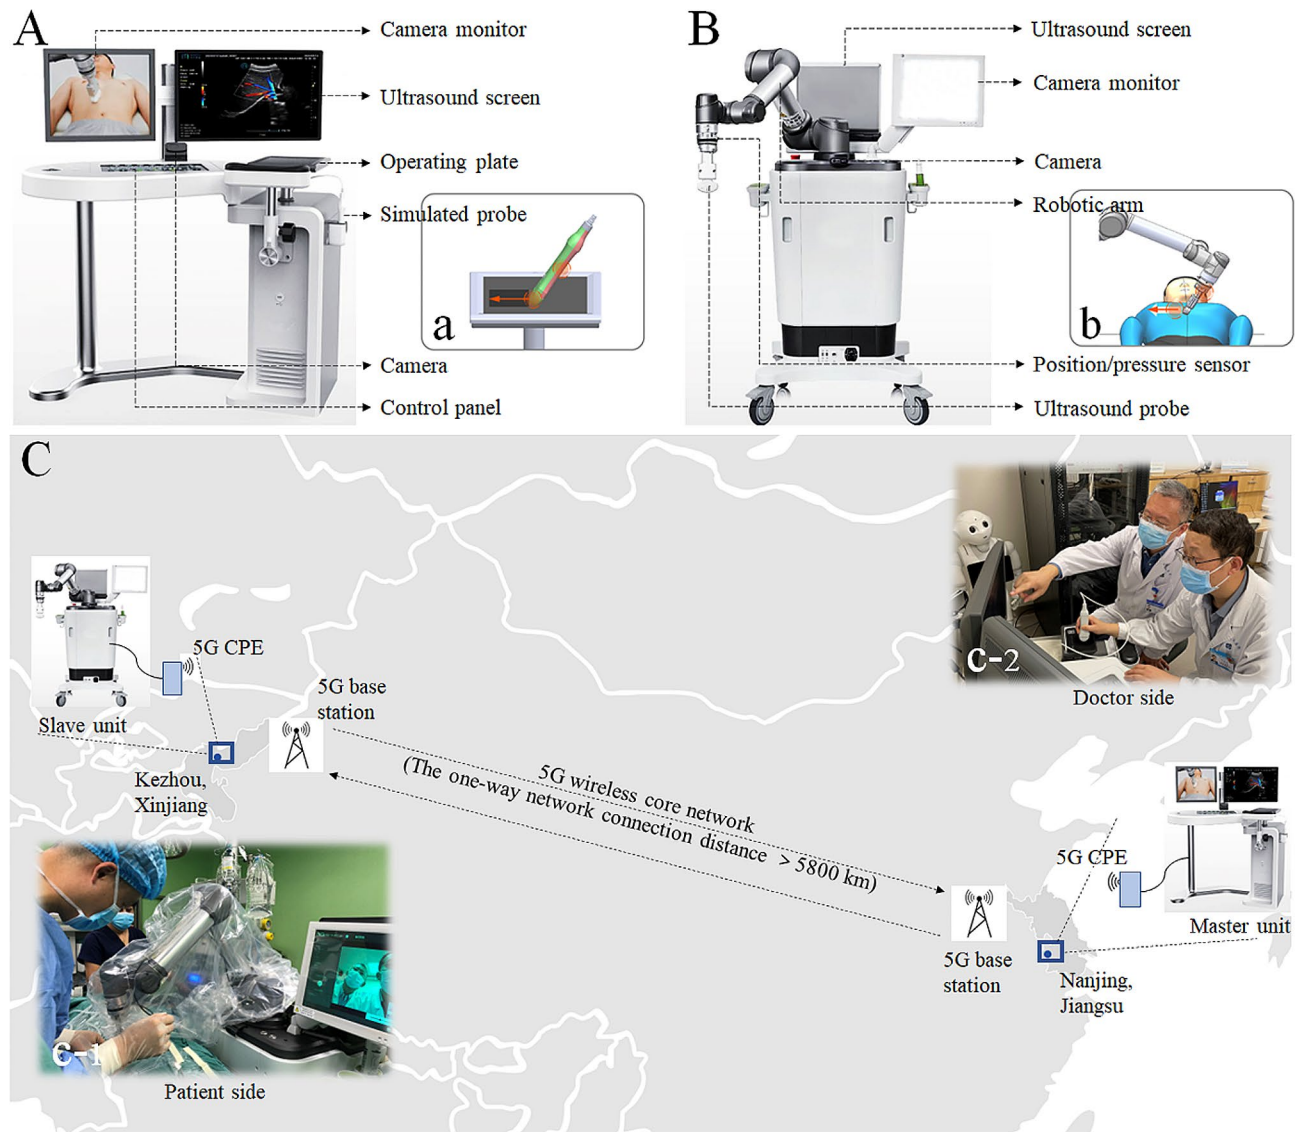 A
Camera monitor
Ultrasound screen
Operating plate
Simulated probe
a
Camera
Control panel
B
Ultrasound screen
Camera monitor
Camera
Robotic arm
b
Position/pressure sensor
Ultrasound probe
C
5G CPE
Slave unit
5G base
station
Kezhou,
Xinjiang
5G wireless core network
(The one-way network connection distance > 5800 km)
C-2
Doctor side
5G CPE
Master unit
5G base
station
Nanjing,
Jiangsu
C-1
Patient side